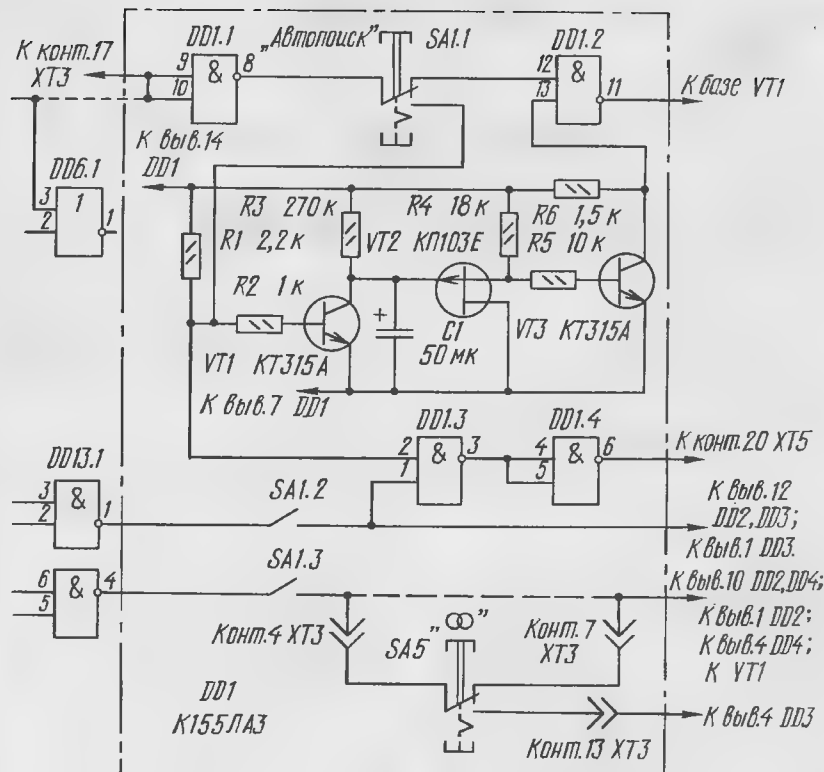 К конт.17
ХТ3
DD1.1
„Автопоиск"
SA1.1
DD1.2
9
10
&
8
12
13
&
11
К базе VT1
К выв.14
DD1
DD6.1
3
2
1
1
R3 270 к
R4 18 к
R6 1,5 к
R1 2,2 к
VT2 КП103Е
R5 10 к
R2 1 к
+
C1
50 мк
VT3 КТ315А
VT1 КТ315А
К выв.7 DD1
DD1.3
DD1.4
2
1
&
3
4
5
&
6
К конт.20 ХТ5
DD13.1
3
2
&
1
SA1.2
К выв.12
DD2, DD3;
К выв.1 DD3.
6
5
&
4
SA1.3
К выв.10 DD2, DD4;
К выв.1 DD2;
К выв.4 DD4;
К VT1
Конт.4 ХТ3
SA5
Конт.7
ХТ3
DD1
К155ЛА3
К выв.4 DD3
Конт.13 ХТ3